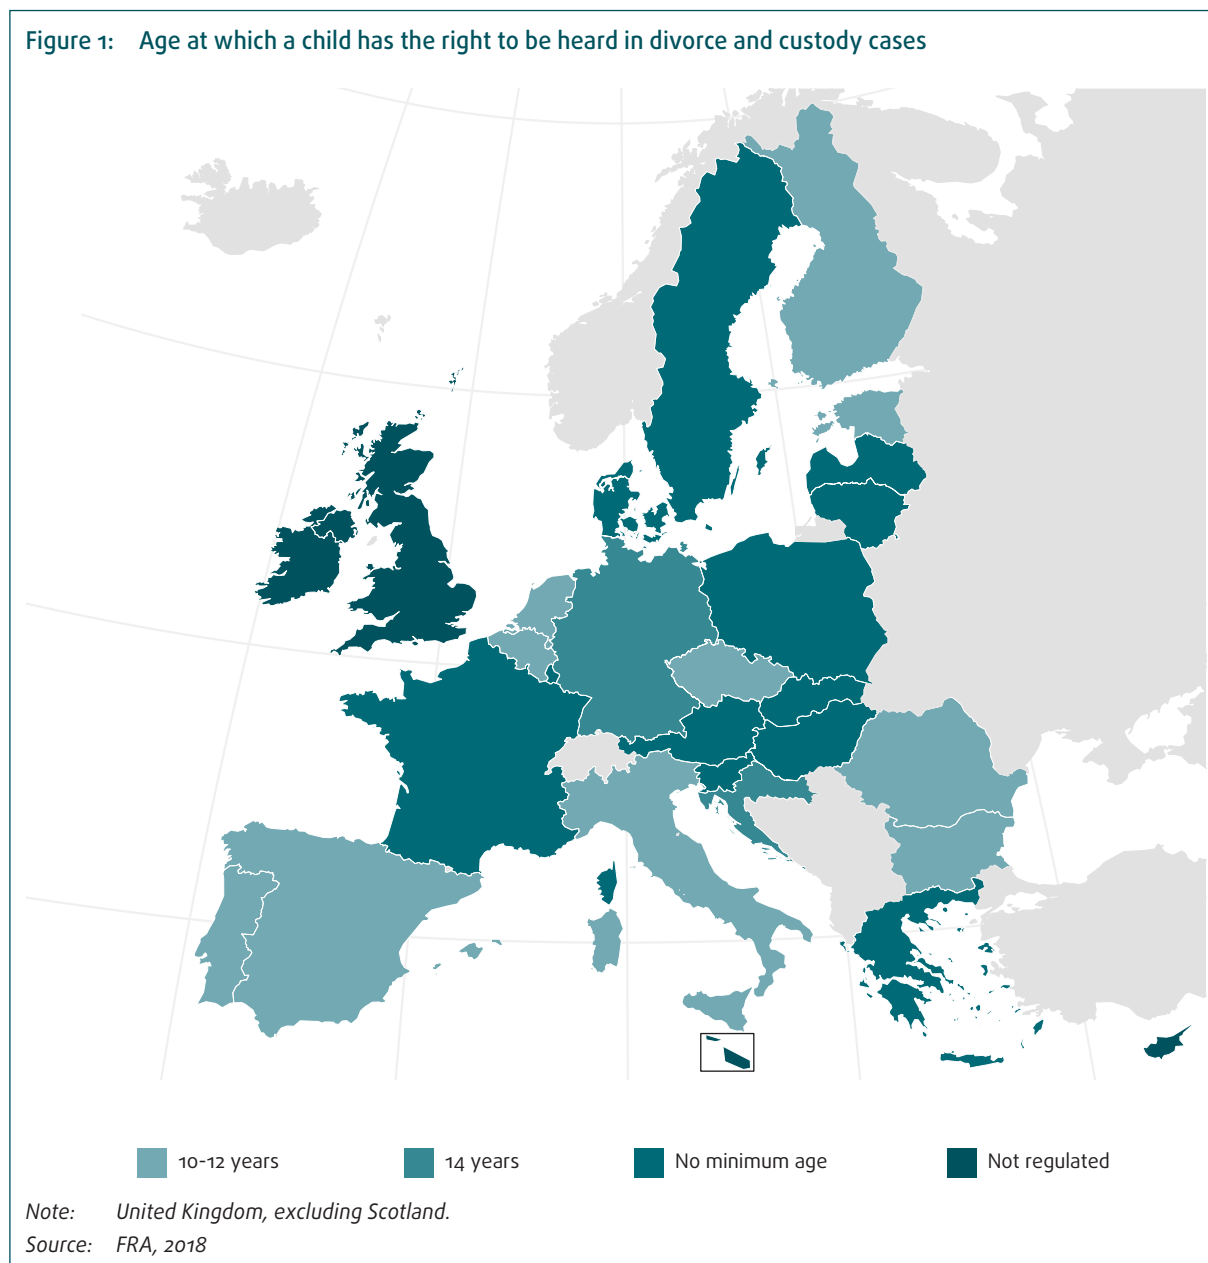 Figure 1: Age at which a child has the right to be heard in divorce and custody cases
10-12 years
14 years
No minimum age
Not regulated
Note: United Kingdom, excluding Scotland.
Source: FRA, 2018